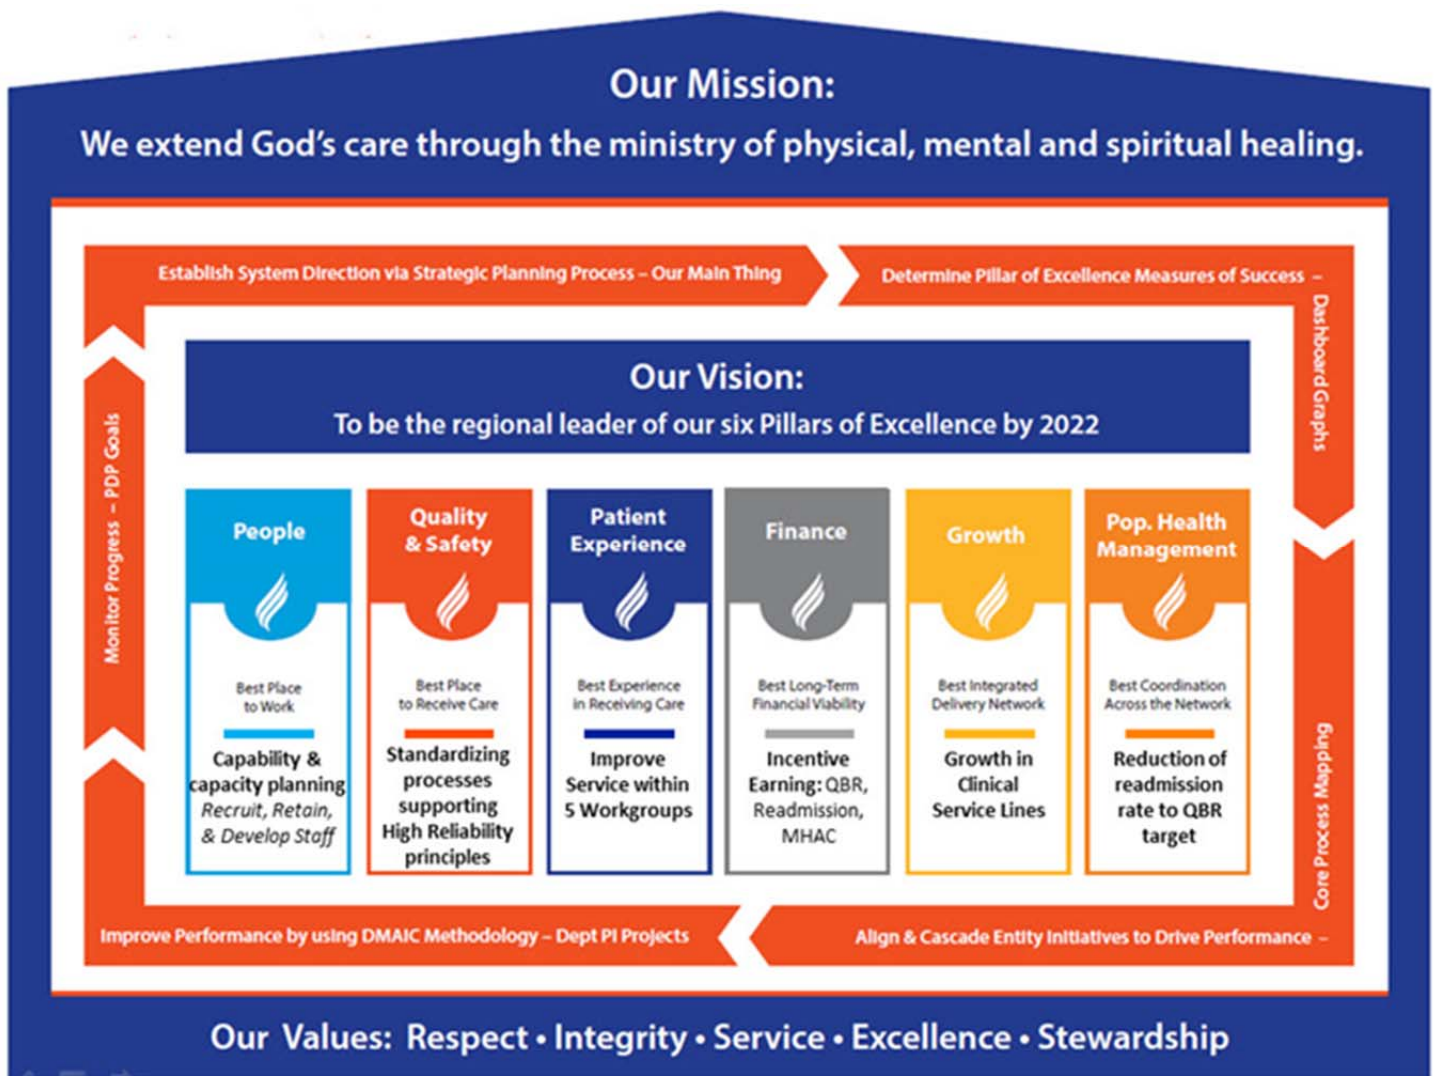 Our Mission:
We extend God's care through the ministry of physical, mental and spiritual healing.
Establish System Direction via Strategic Planning Process – Our Main Thing
Determine Pillar of Excellence Measures of Success –
Dashboard Graphs
Our Vision:
To be the regional leader of our six Pillars of Excellence by 2022
People
Best Place
to Work
Capability &
capacity planning
Recruit, Retain,
& Develop Staff
Quality
& Safety
Best Place
to Receive Care
Standardizing
processes
supporting
High Reliability
principles
Patient
Experience
Best Experience
in Receiving Care
Improve
Service within
5 Workgroups
Finance
Best Long-Term
Financial Viability
Incentive
Earning: QBR,
Readmission,
MHAC
Growth
Best Integrated
Delivery Network
Growth in
Clinical
Service Lines
Pop. Health
Management
Best Coordination
Across the Network
Reduction of
readmission
rate to QBR
target
Core Process Mapping
Align & Cascade Entity Initiatives to Drive Performance –
Improve Performance by using DMAIC Methodology – Dept PI Projects
Monitor Progress – PDP Goals
Our Values: Respect • Integrity • Service • Excellence • Stewardship